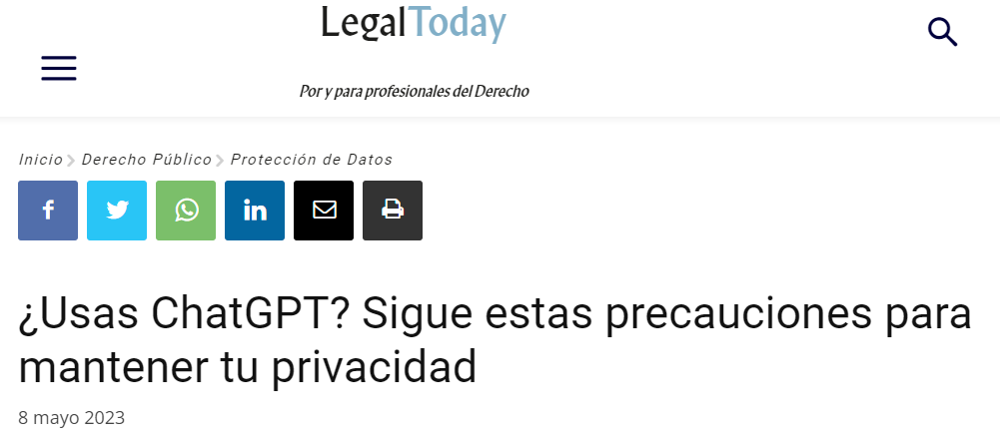 LegalToday
Por y para profesionales del Derecho
Inicio > Derecho Público > Protección de Datos
¿Usas ChatGPT? Sigue estas precauciones para
mantener tu privacidad
8 mayo 2023